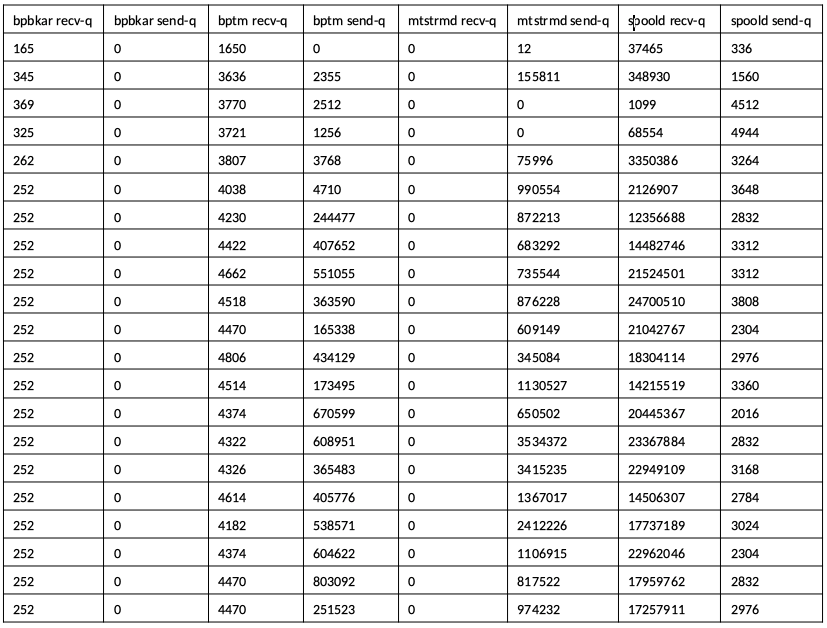 bpbkar recv-q bpbkar send-q bptm recv-q bptm send-q mtstrmd recv-q mtstrmd send-q spoold recv-q spoold send-q
165 0 1650 0 0 12 37465 336
345 0 3636 2355 0 155811 348930 1560
369 0 3770 2512 0 0 1099 4512
325 0 3721 1256 0 0 68554 4944
262 0 3807 3768 0 75996 3350386 3264
252 0 4038 4710 0 990554 2126907 3648
252 0 4230 244477 0 872213 12356688 2832
252 0 4422 407652 0 683292 14482746 3312
252 0 4662 551055 0 735544 21524501 3312
252 0 4518 363590 0 876228 24700510 3808
252 0 4470 165338 0 609149 21042767 2304
252 0 4806 434129 0 345084 18304114 2976
252 0 4514 173495 0 1130527 14215519 3360
252 0 4374 670599 0 650502 20445367 2016
252 0 4322 608951 0 3534372 23367884 2832
252 0 4326 365483 0 3415235 22949109 3168
252 0 4614 405776 0 1367017 14506307 2784
252 0 4182 538571 0 2412226 17737189 3024
252 0 4374 604622 0 1106915 22962046 2304
252 0 4470 803092 0 817522 17959762 2832
252 0 4470 251523 0 974232 17257911 2976